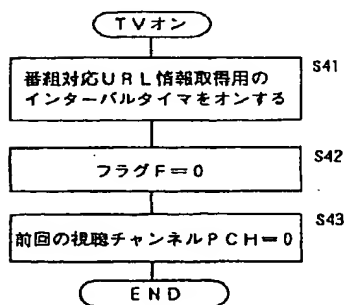 TVオン
番組対応URL情報取得用の
インターバルタイマをオンする
S41
フラグF=0
S42
前回の視聴チャンネルPCH=0
S43
END